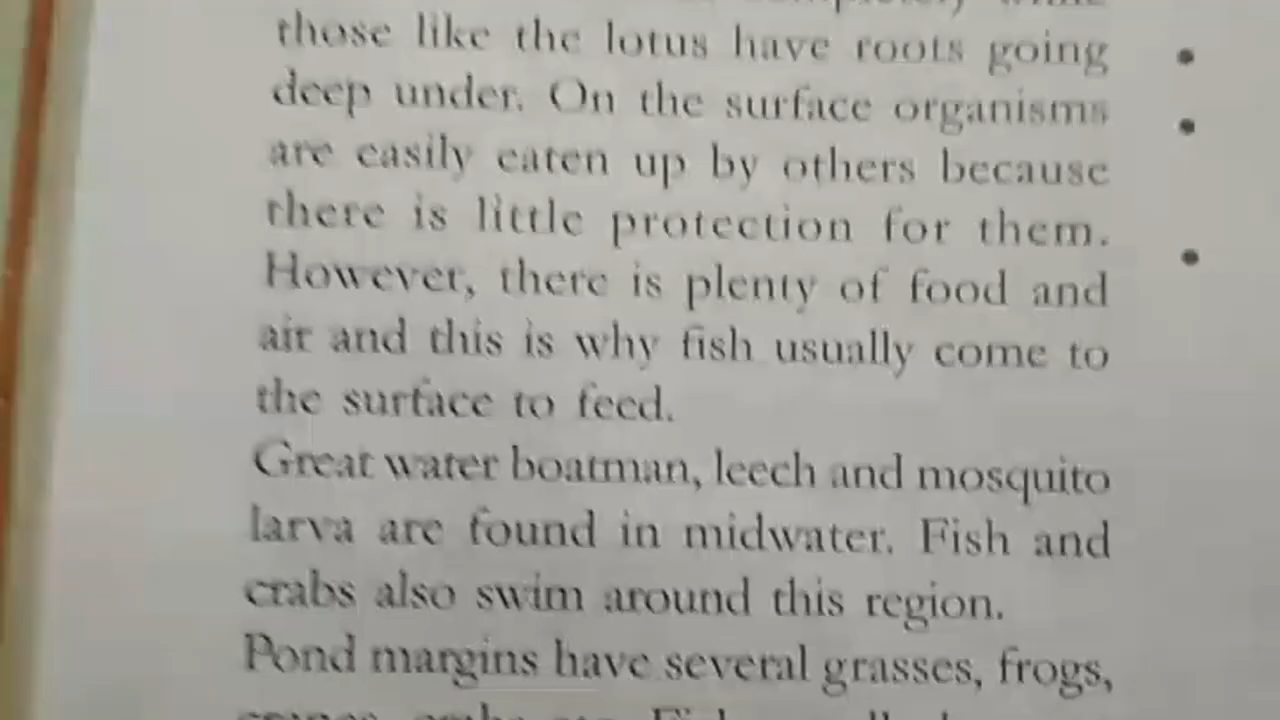 those like the lotus have roots going
deep under. On the surface organisms
are easily eaten up by others because
there is little protection for them.
However, there is plenty of food and
air and this is why fish usually come to
the surface to feed.
Great water boatman, leech and mosquito
larva are found in midwater. Fish and
crabs also swim around this region.
Pond margins have several grasses, frogs,